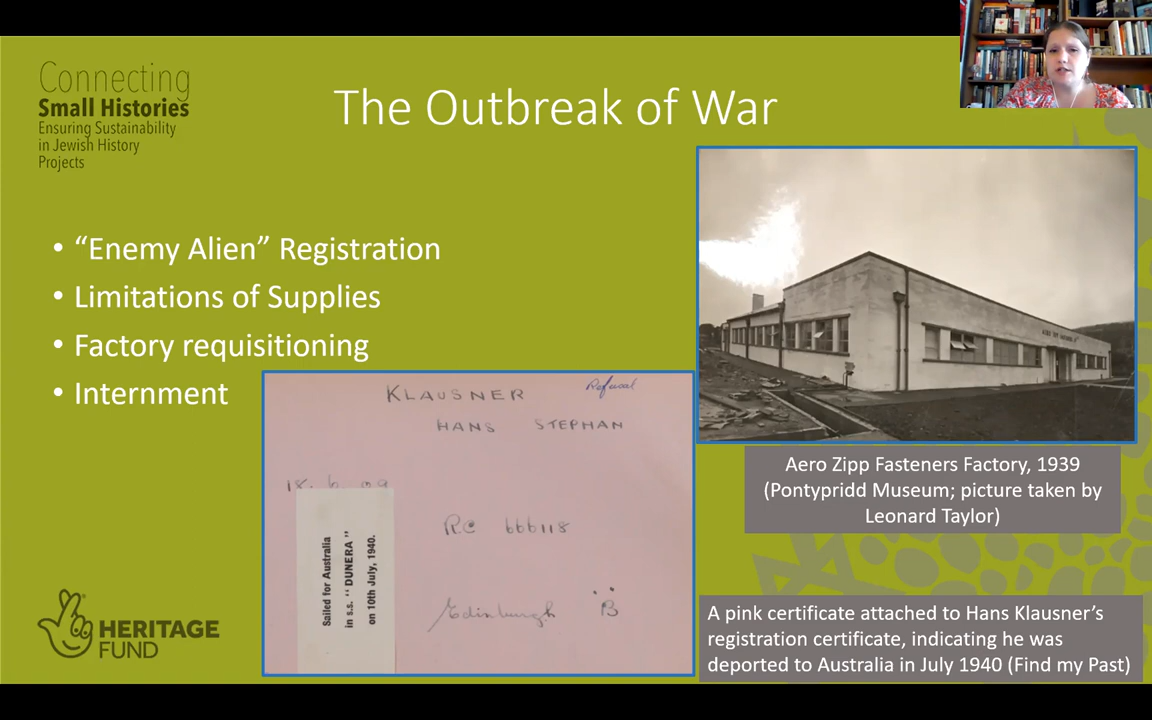 Connecting
Small Histories
Ensuring Sustainability
in Jewish History
Projects
The Outbreak of War
• “Enemy Alien” Registration
• Limitations of Supplies
• Factory requisitioning
• Internment
KLAUSNER
Refusal
HANS STEPHAN
18. 6 09
RC 666118
Edinburgh "B"
Sailed for Australia
in s.s. "DUNERA"
on 10th July, 1940.
Aero Zipp Fasteners Factory, 1939
(Pontypridd Museum; picture taken by
Leonard Taylor)
A pink certificate attached to Hans Klausner’s
registration certificate, indicating he was
deported to Australia in July 1940 (Find my Past)
HERITAGE
FUND